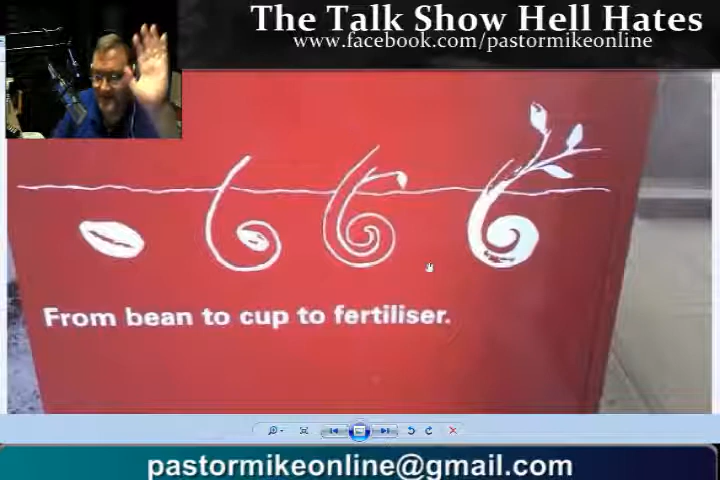 The Talk Show Hell Hates
www.facebook.com/pastormikeonline
From bean to cup to fertiliser.
pastormikeonline@gmail.com